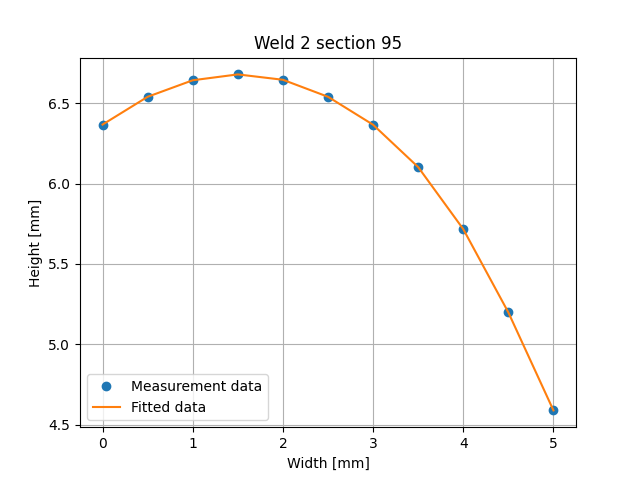 Weld 2 section 95
6.5
6.0
5.5
5.0
4.5
Height [mm]
Measurement data
Fitted data
0 1 2 3 4 5
Width [mm]